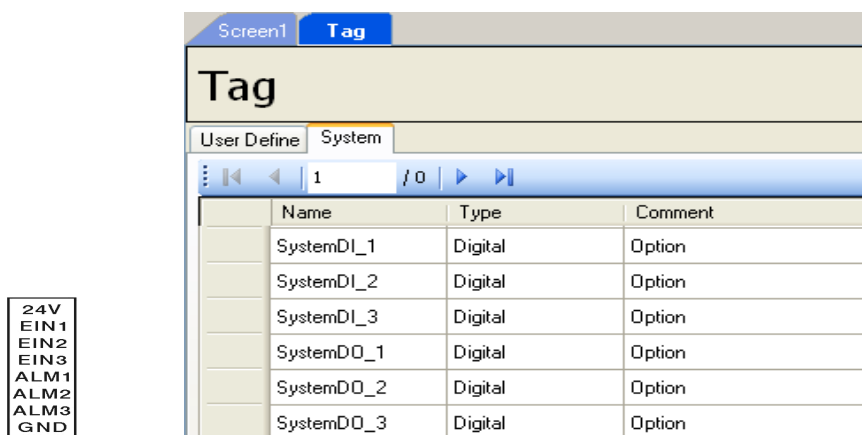 Screen1 Tag
Tag
User Define System
1 / 0
Name Type Comment
SystemDI_1 Digital Option
SystemDI_2 Digital Option
SystemDI_3 Digital Option
SystemDO_1 Digital Option
SystemDO_2 Digital Option
SystemDO_3 Digital Option
24V
EIN1
EIN2
EIN3
ALM1
ALM2
ALM3
GND